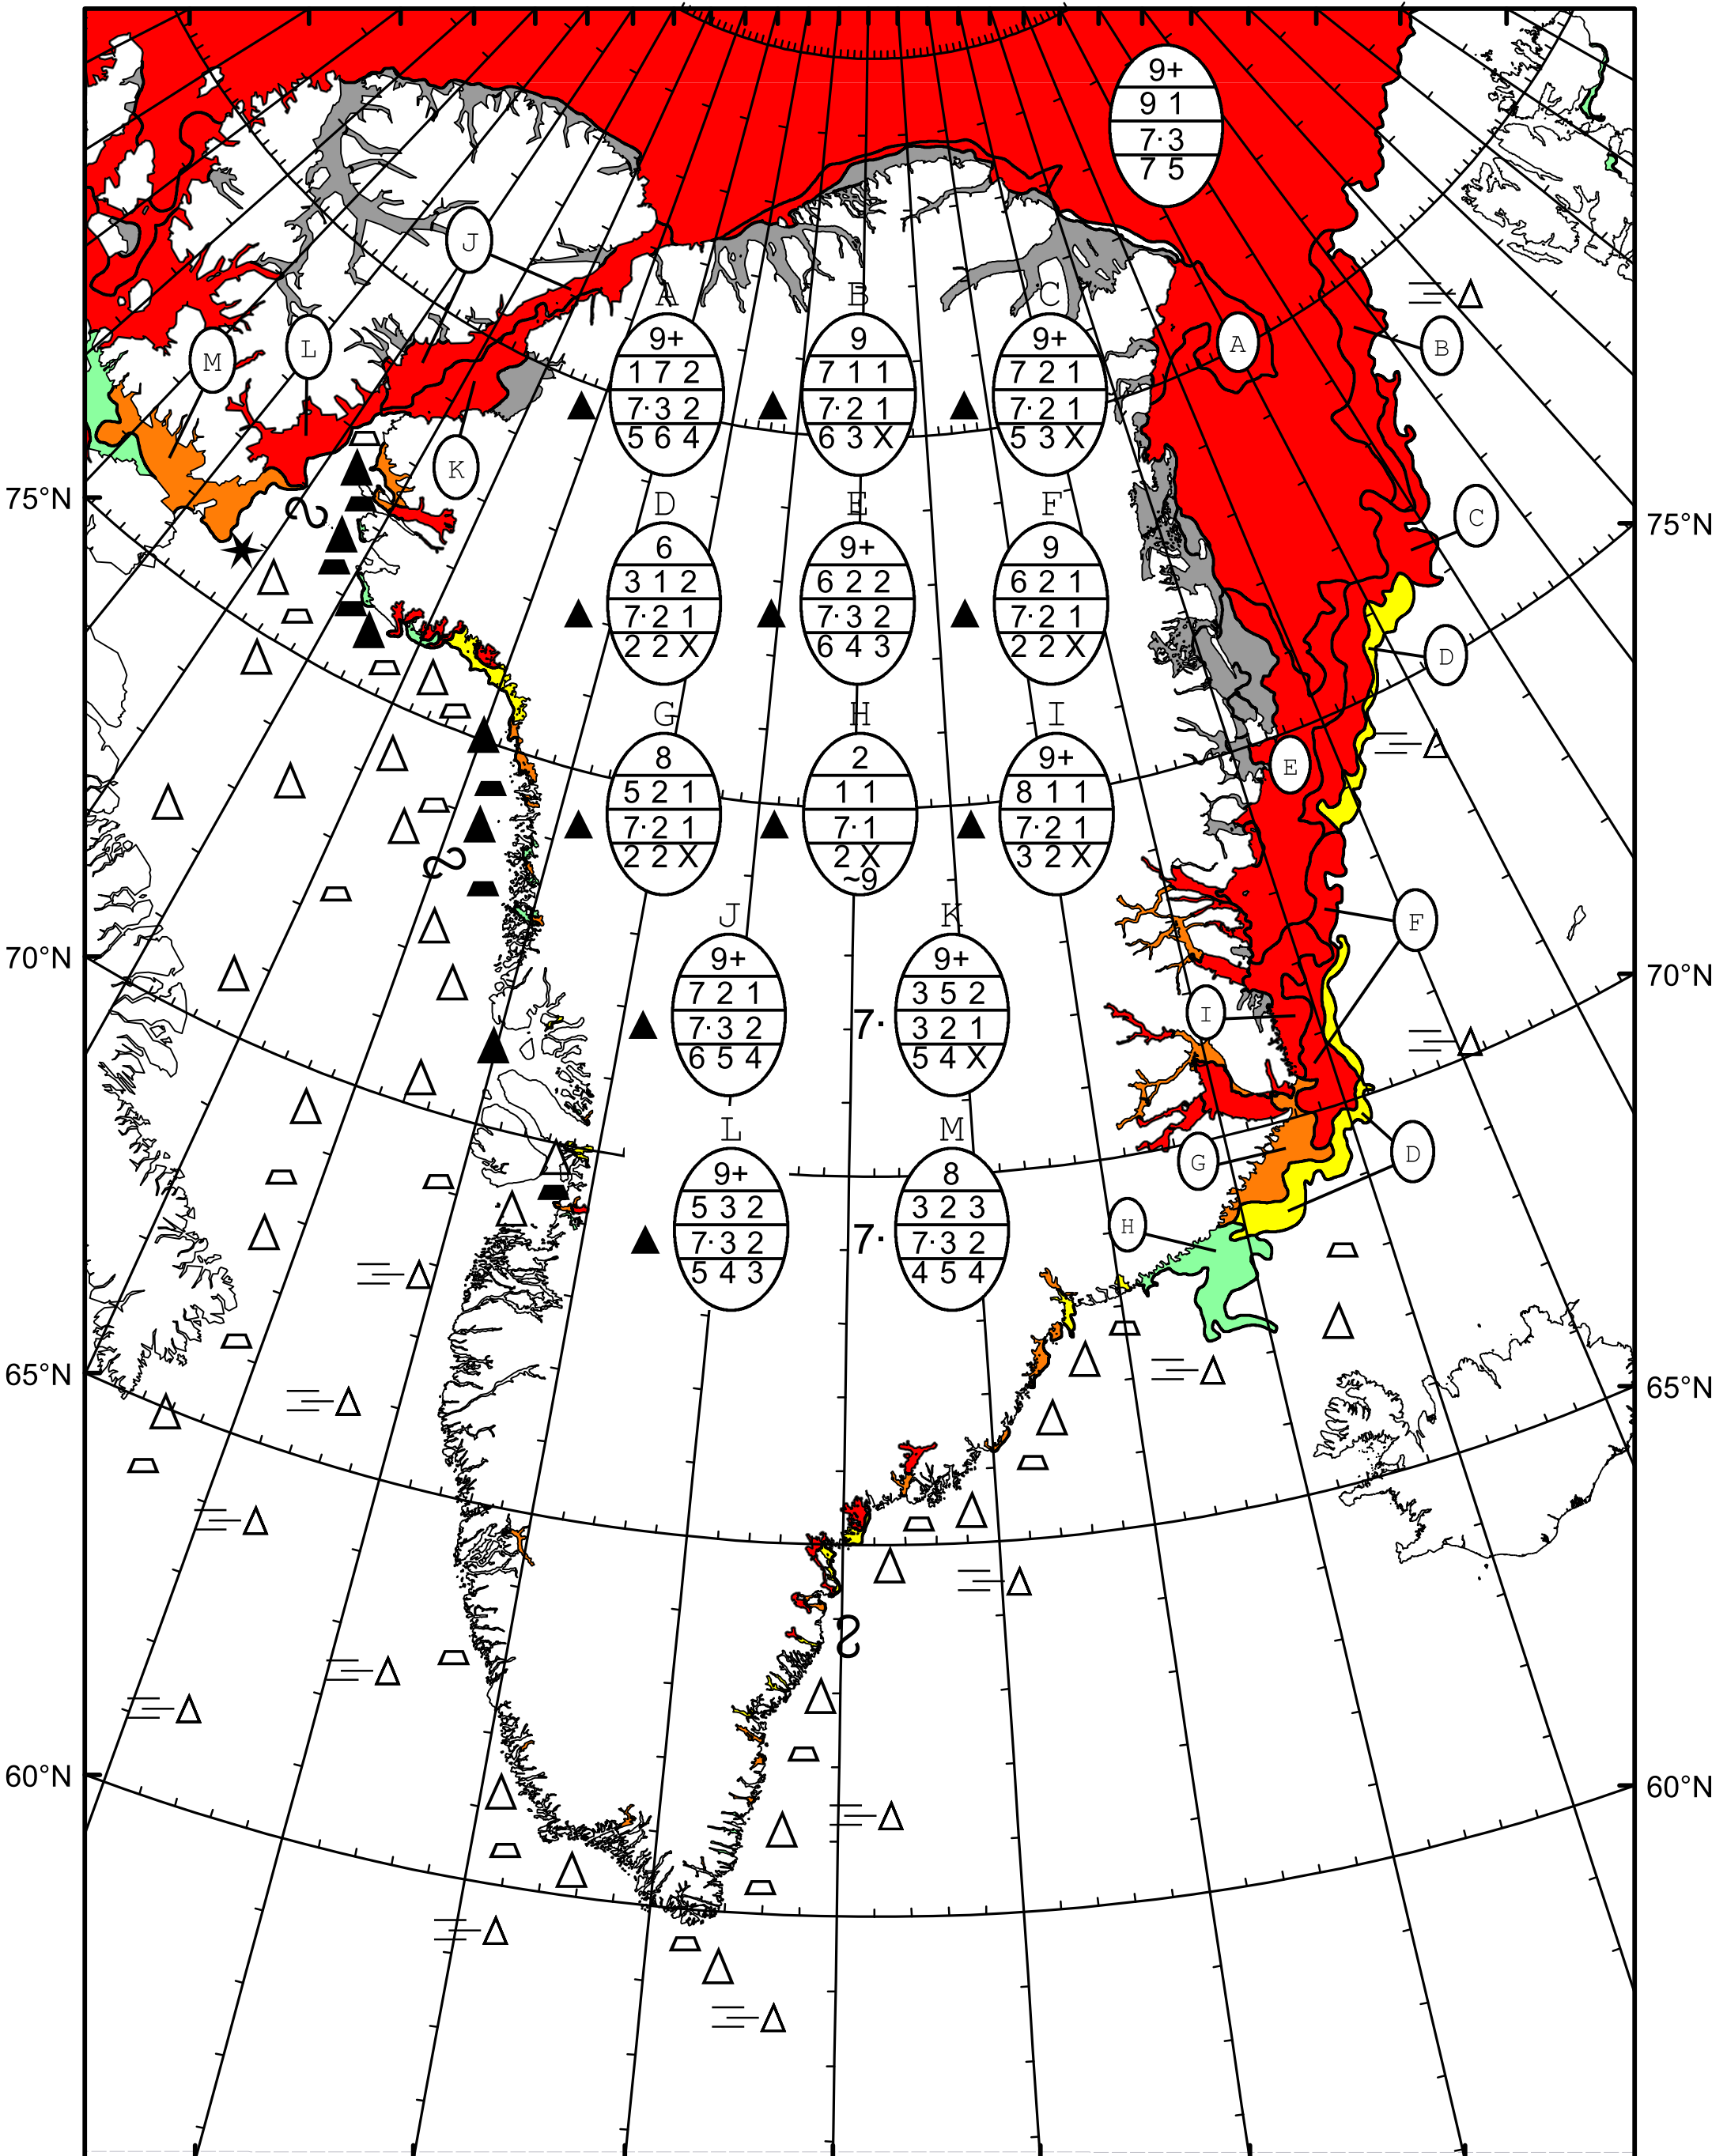 9+
9 1
7· 3
7 5
J
A B C
M L
A
B
9+ 9 9+
1 7 2 7 1 1 7 2 1
7· 3 2 7· 2 1 7· 2 1
5 6 4 6 3 X 5 3 X
K
75°N 75°N
D E F
C
6 9+ 9
3 1 2 6 2 2 6 2 1
7· 2 1 7· 3 2 7· 2 1
2 2 X 6 4 3 2 2 X
D
G H I
E
8 2 9+
5 2 1 1 1 8 1 1
7· 2 1 7· 1 7· 2 1
2 2 X 2 X 3 2 X
~9
J K
F
70°N 9+ 9+ 70°N
7 2 1 3 5 2
I
7· 3 2 7· 3 2 1
6 5 4 5 4 X
L M
G D
9+ 8
5 3 2 3 2 3
H
7· 3 2 7· 7· 3 2
5 4 3 4 5 4
65°N 65°N
60°N 60°N